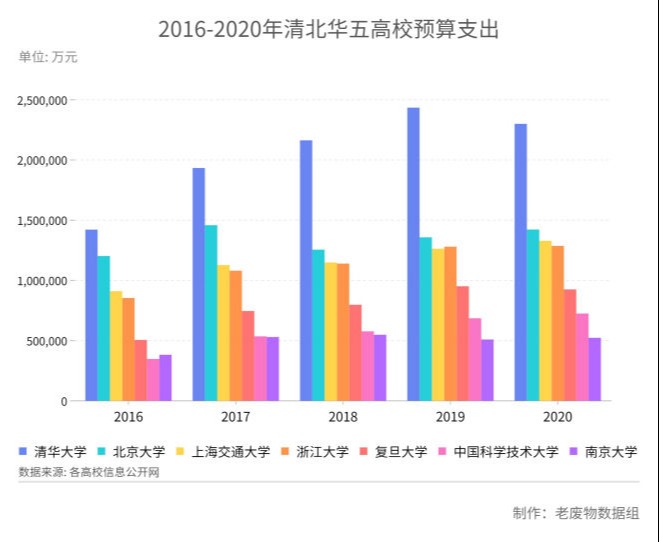 2016-2020年清北华五高校预算支出
单位: 万元
2,500,000
2,000,000
1,500,000
1,000,000
500,000
0
2016 2017 2018 2019 2020
清华大学 北京大学 上海交通大学 浙江大学 复旦大学 中国科学技术大学 南京大学
数据来源: 各高校信息公开网
制作：老废物数据组